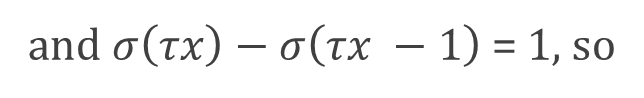 and σ(τx) − σ(τx − 1) = 1, so